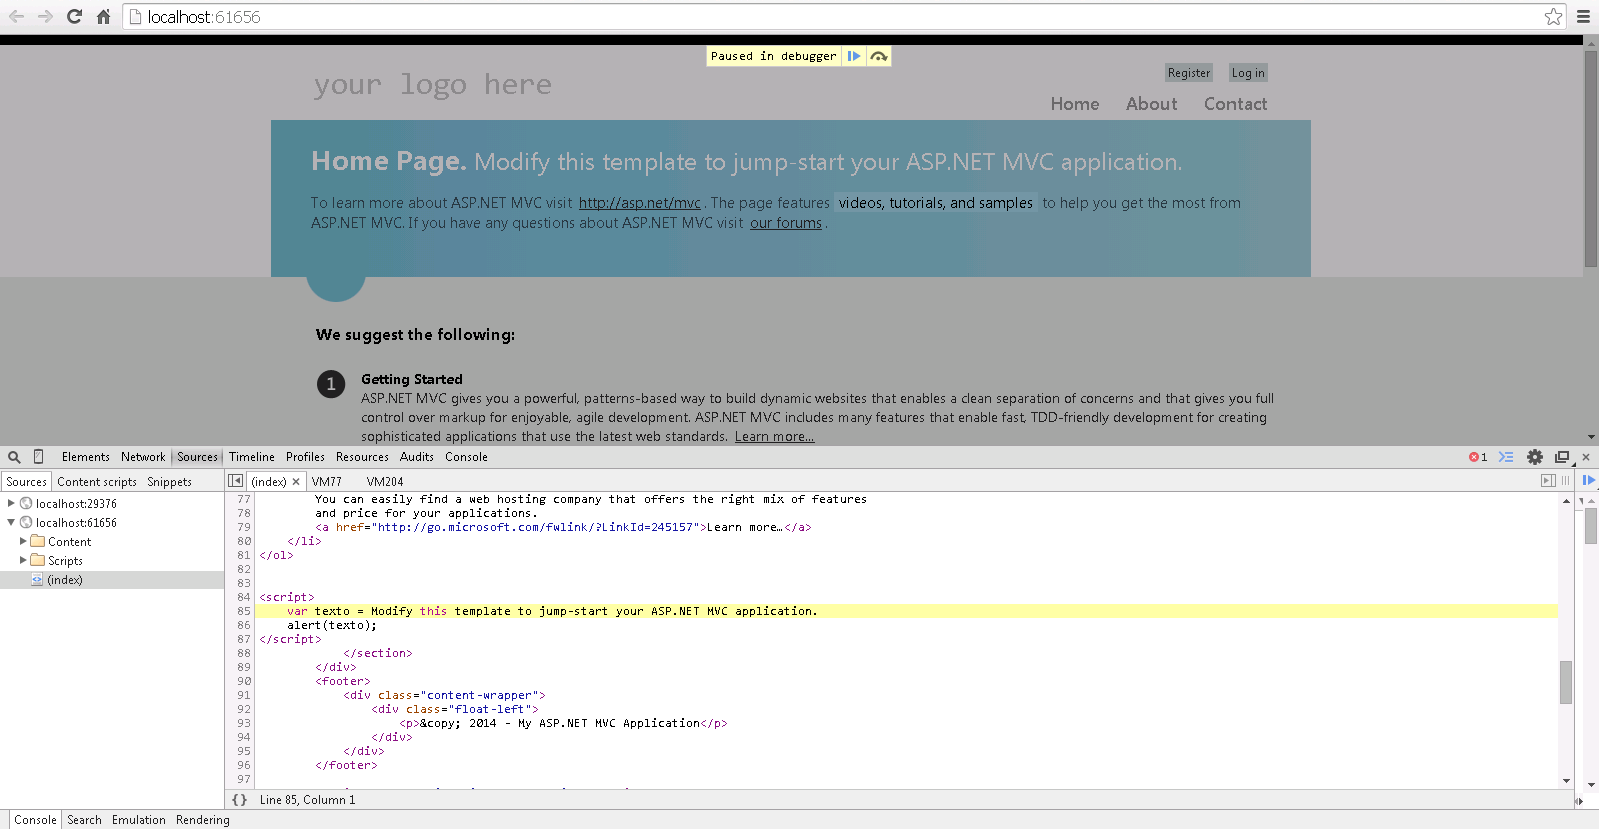 localhost:61656
Paused in debugger
your logo here
Register Log in
Home About Contact
Home Page. Modify this template to jump-start your ASP.NET MVC application.
To learn more about ASP.NET MVC visit http://asp.net/mvc . The page features videos, tutorials, and samples to help you get the most from
ASP.NET MVC. If you have any questions about ASP.NET MVC visit our forums .
We suggest the following:
1 Getting Started
ASP.NET MVC gives you a powerful, patterns-based way to build dynamic websites that enables a clean separation of concerns and that gives you full
control over markup for enjoyable, agile development. ASP.NET MVC includes many features that enable fast, TDD-friendly development for creating
sophisticated applications that use the latest web standards. Learn more...
Elements Network Sources Timeline Profiles Resources Audits Console 1
Sources Content scripts Snippets
localhost:29376
localhost:61656
Content
Scripts
(index)
(index) × VM77 VM204
77 You can easily find a web hosting company that offers the right mix of features
78 and price for your applications.
79 <a href="http://go.microsoft.com/fwlink/?LinkId=245157">Learn more…</a>
80 </li>
81 </ol>
82
83
84 <script>
85 var texto = Modify this template to jump-start your ASP.NET MVC application.
86 alert(texto);
87 </script>
88 </section>
89 </div>
90 <footer>
91 <div class="content-wrapper">
92 <div class="float-left">
93 <p>&copy; 2014 - My ASP.NET MVC Application</p>
94 </div>
95 </div>
96 </footer>
97
{} Line 85, Column 1
Console Search Emulation Rendering